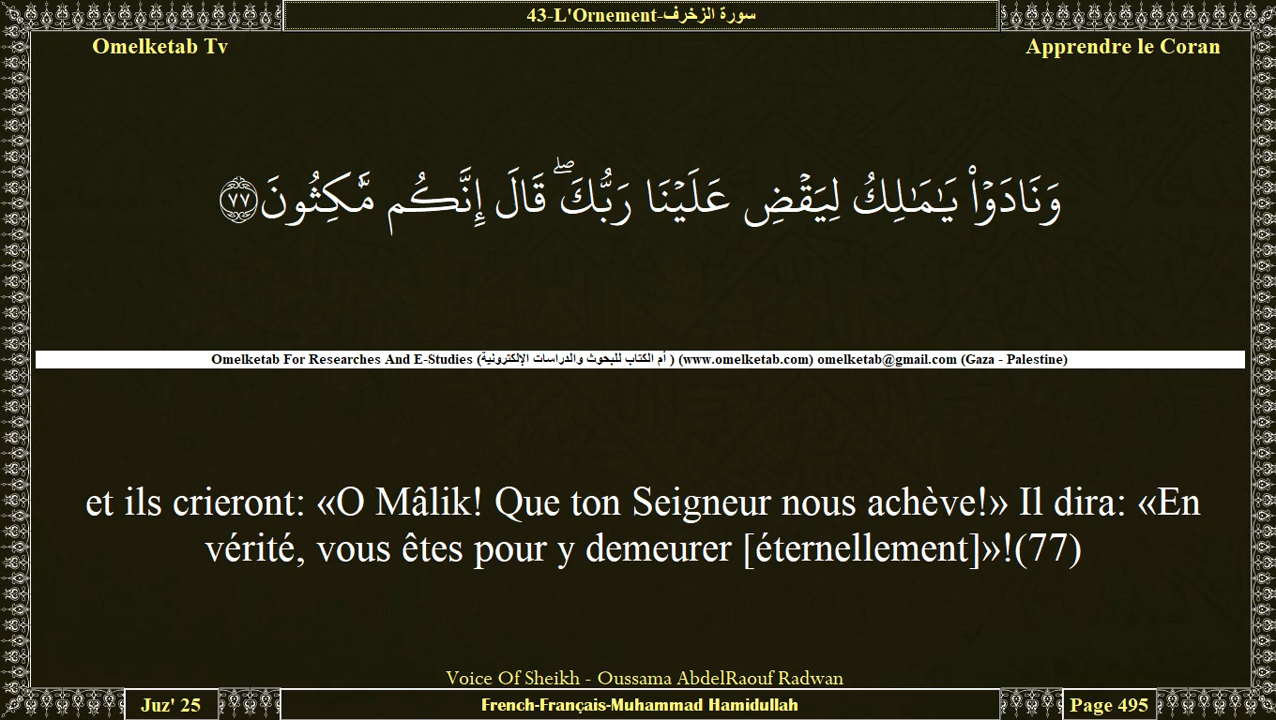 43-L'Ornement-سورة الزخرف
Omelketab Tv
Apprendre le Coran
وَنَادَوۡاْ يَٰمَٰلِكُ لِيَقۡضِ عَلَيۡنَا رَبُّكَۖ قَالَ إِنَّكُم مَّٰكِثُونَ ٧٧
Omelketab For Researches And E-Studies (أم الكتاب للبحوث والدراسات الإلكترونية ) (www.omelketab.com) omelketab@gmail.com (Gaza - Palestine)
et ils crieront: «O Mâlik! Que ton Seigneur nous achève!» Il dira: «En
vérité, vous êtes pour y demeurer [éternellement]»!(77)
Voice Of Sheikh - Oussama AbdelRaouf Radwan
Juz' 25
French-Français-Muhammad Hamidullah
Page 495